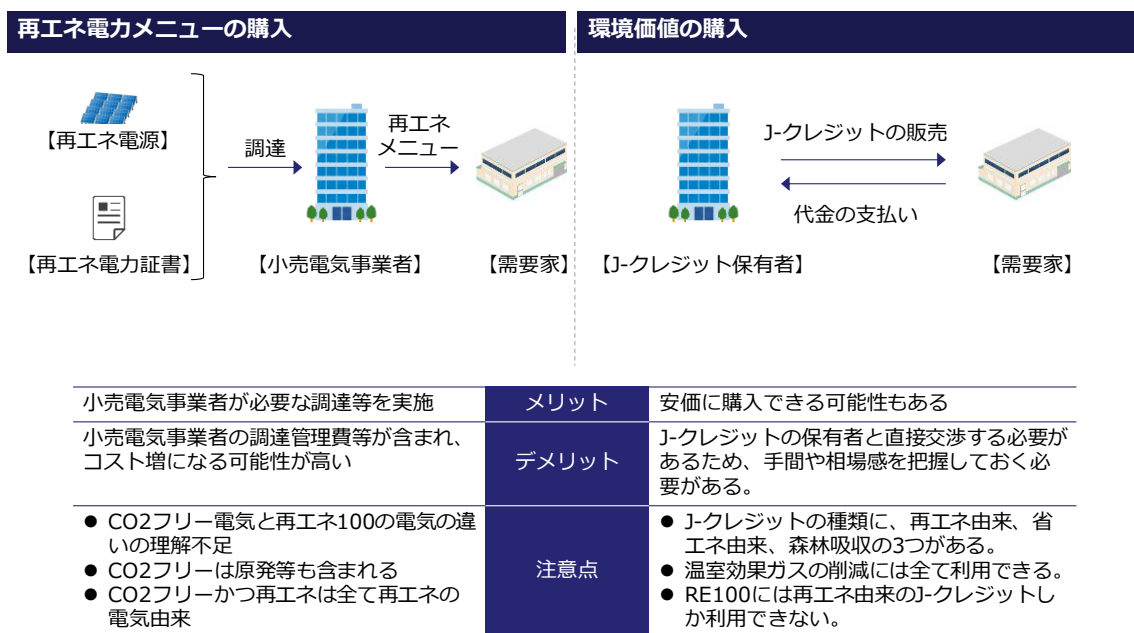 再エネ電力メニューの購入
環境価値の購入
【再エネ電源】
【再エネ電力証書】
調達
【小売電気事業者】
再エネ
メニュー
【需要家】
【J-クレジット保有者】
J-クレジットの販売
代金の支払い
【需要家】
小売電気事業者が必要な調達等を実施
メリット
安価に購入できる可能性もある
小売電気事業者の調達管理費等が含まれ、
コスト増になる可能性が高い
デメリット
J-クレジットの保有者と直接交渉する必要が
あるため、手間や相場感を把握しておく必
要がある。
● CO2フリー電気と再エネ100の電気の違
いの理解不足
● CO2フリーは原発等も含まれる
● CO2フリーかつ再エネは全て再エネの
電気由来
注意点
● J-クレジットの種類に、再エネ由来、省
エネ由来、森林吸収の3つがある。
● 温室効果ガスの削減には全て利用できる。
● RE100には再エネ由来のJ-クレジットし
か利用できない。